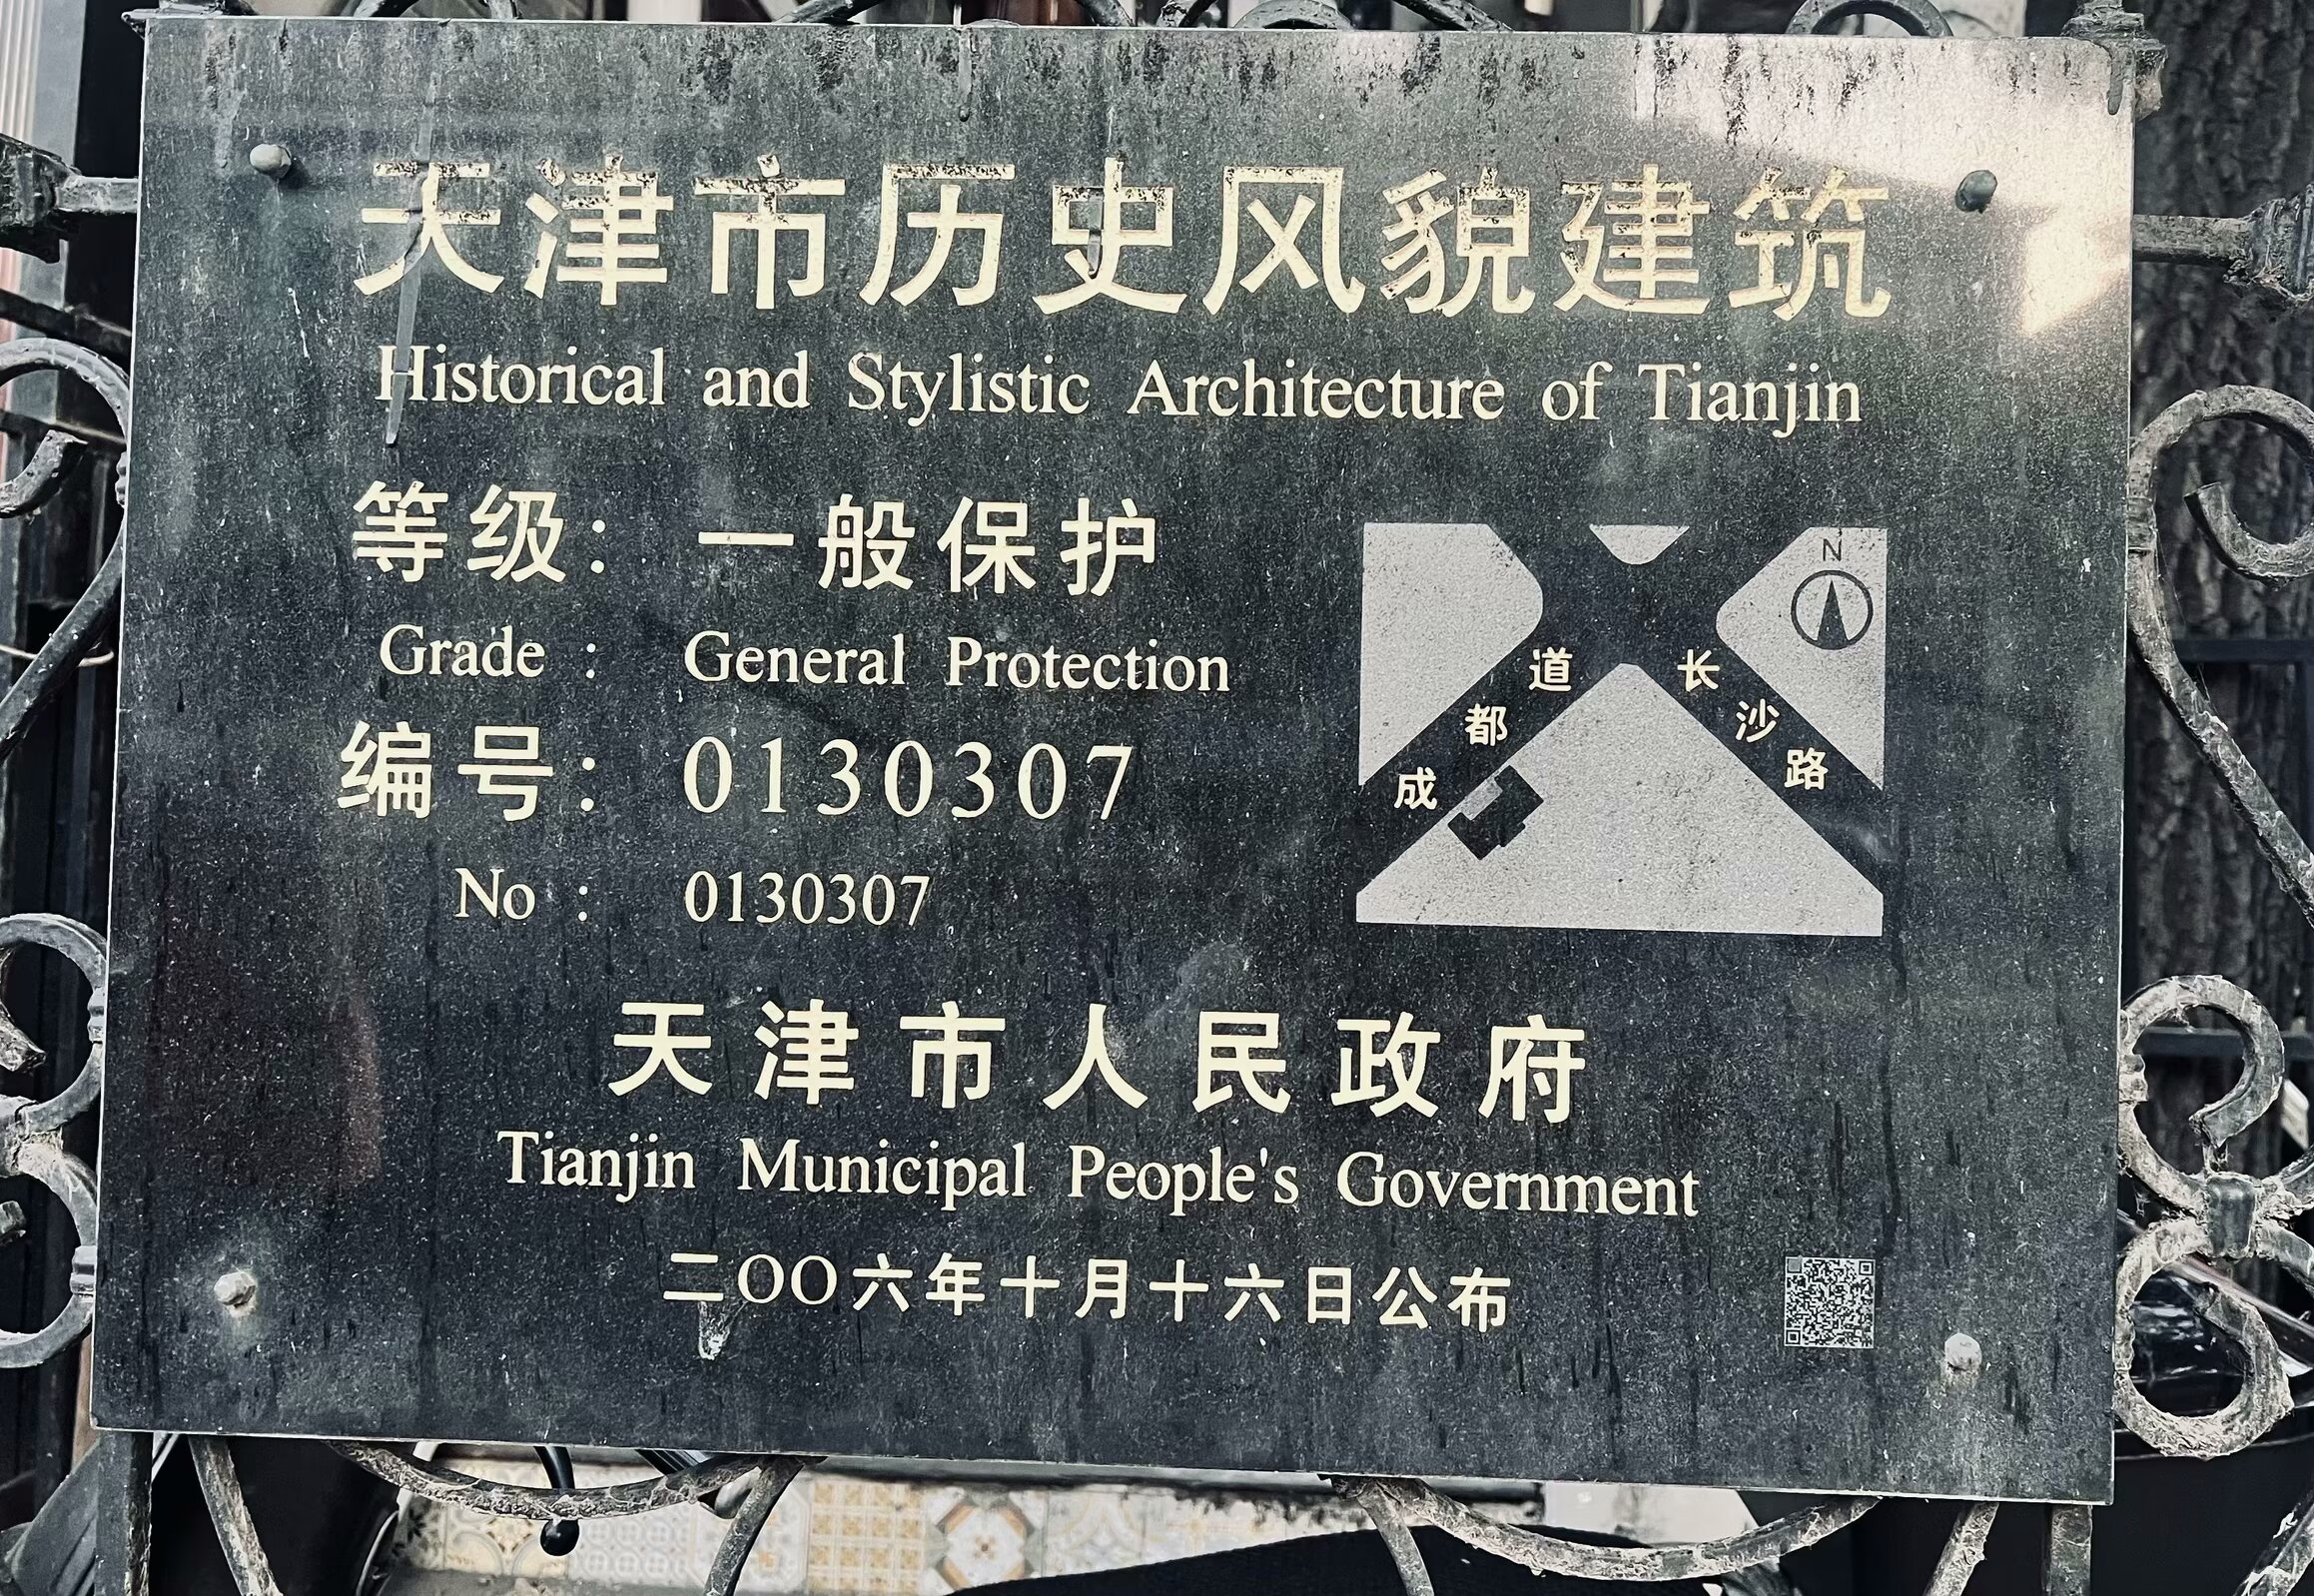 天津市历史风貌建筑
Historical and Stylistic Architecture of Tianjin
等级：一般保护
Grade : General Protection
编号：0130307
No : 0130307
N
成都道
长沙路
天津市人民政府
Tianjin Municipal People's Government
二〇〇六年十月十六日公布